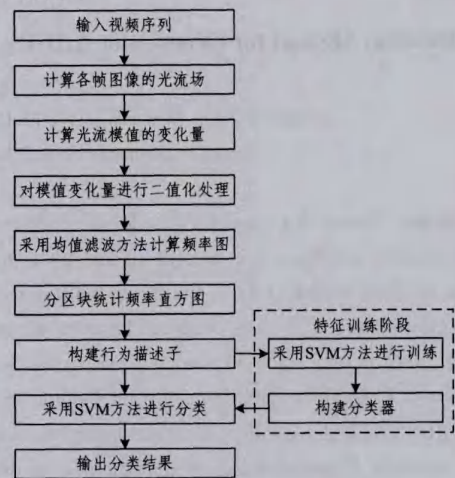 输入视频序列
计算各帧图像的光流场
计算光流模值的变化量
对模值变化量进行二值化处理
采用均值滤波方法计算频率图
分区块统计频率直方图
构建行为描述子
采用SVM方法进行分类
输出分类结果
特征训练阶段
采用SVM方法进行训练
构建分类器